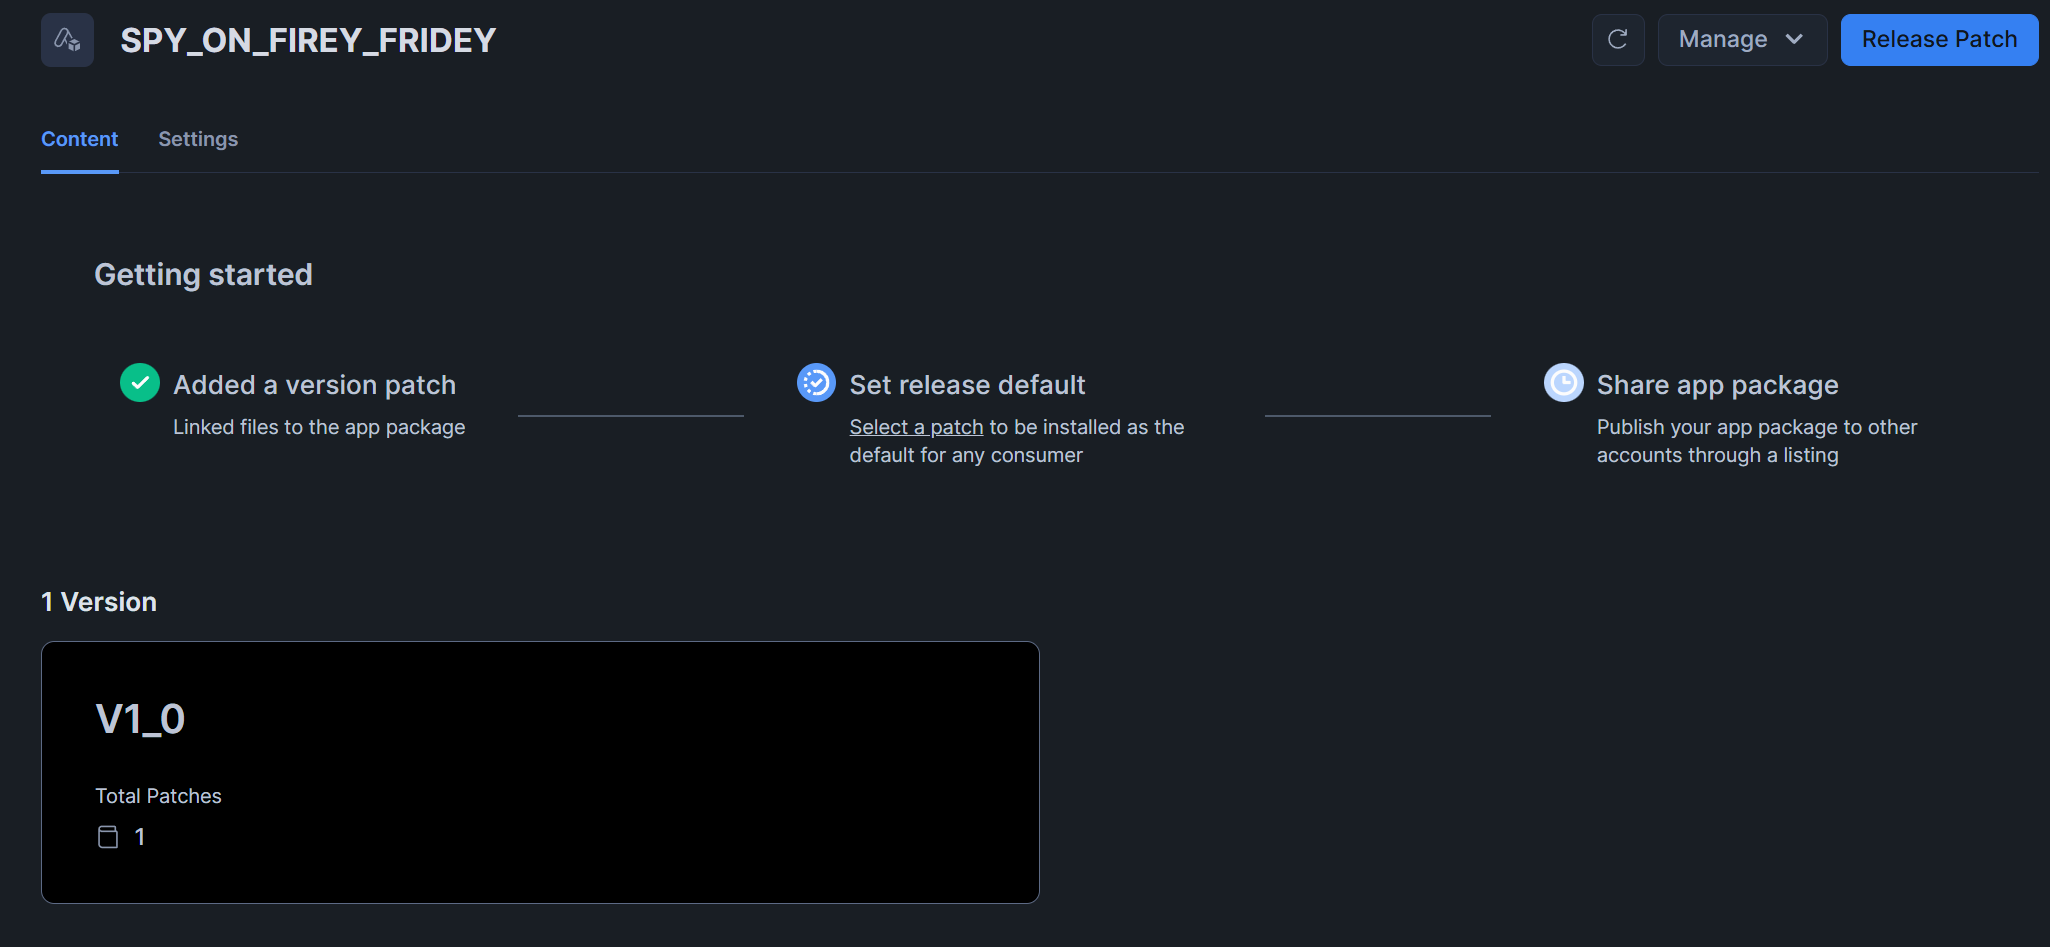 SPY_ON_FIREY_FRIDEY
Manage
Release Patch
Content
Settings
Getting started
Added a version patch
Linked files to the app package
Set release default
Select a patch to be installed as the
default for any consumer
Share app package
Publish your app package to other
accounts through a listing
1 Version
V1_0
Total Patches
1